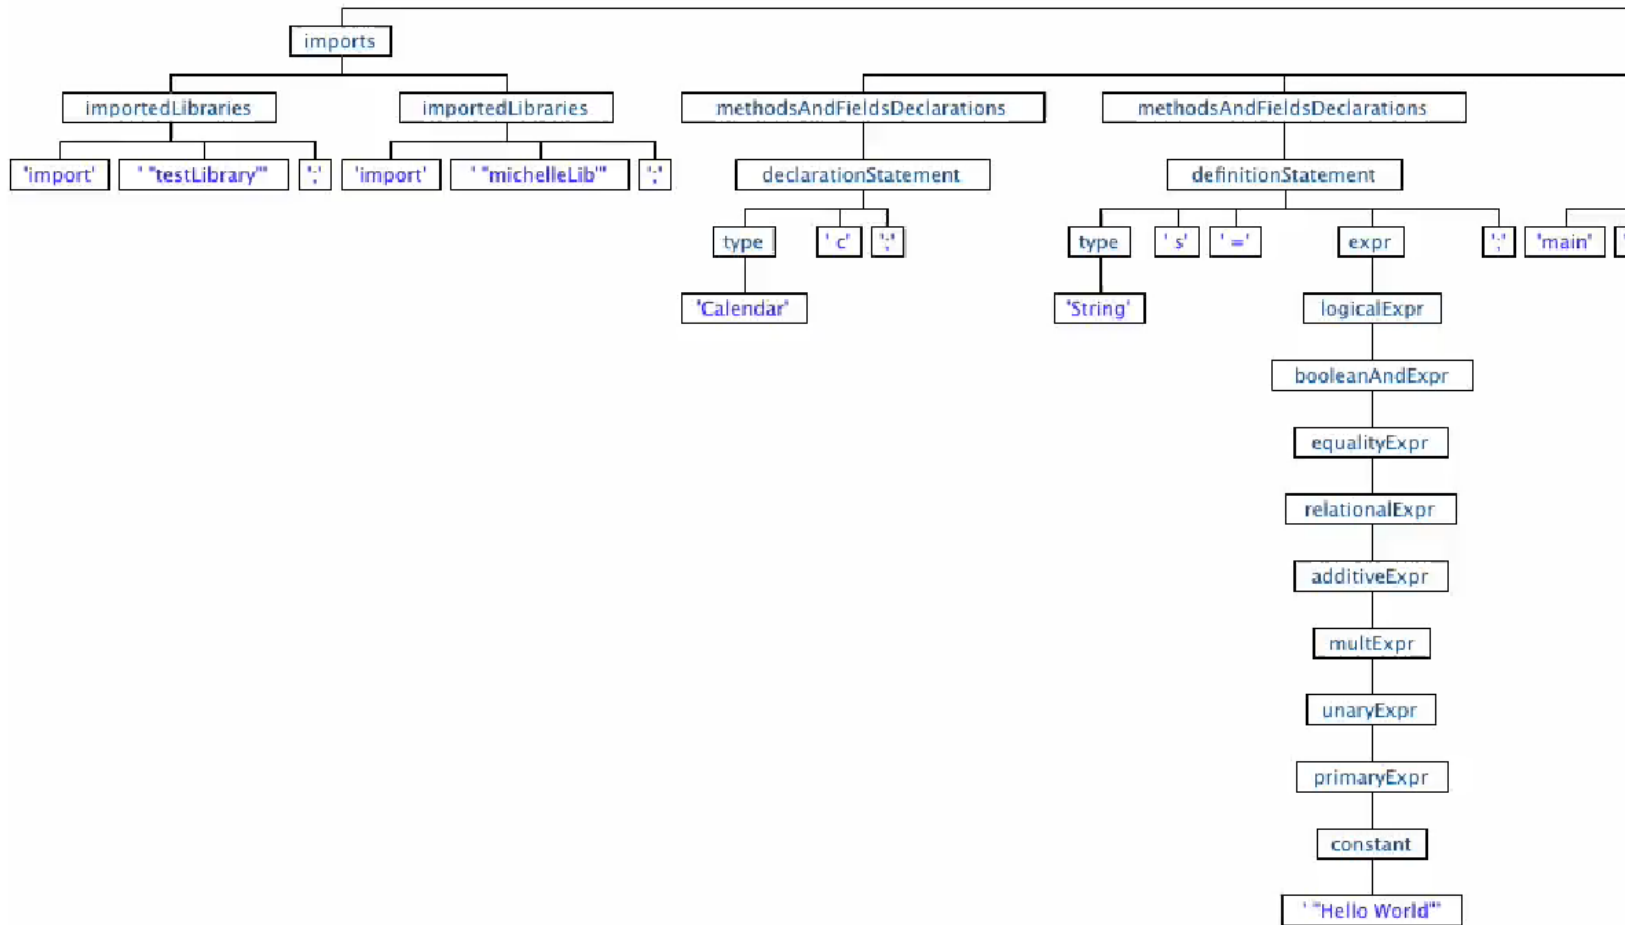 imports
importedLibraries importedLibraries methodsAndFieldsDeclarations methodsAndFieldsDeclarations
'import' ' "testLibrary"' ';' 'import' ' "michelleLib"' ';' declarationStatement definitionStatement
type ' c' ';' type ' s' ' =' expr ';' 'main' '
'Calendar' 'String' logicalExpr
booleanAndExpr
equalityExpr
relationalExpr
additiveExpr
multExpr
unaryExpr
primaryExpr
constant
' "Hello World"'